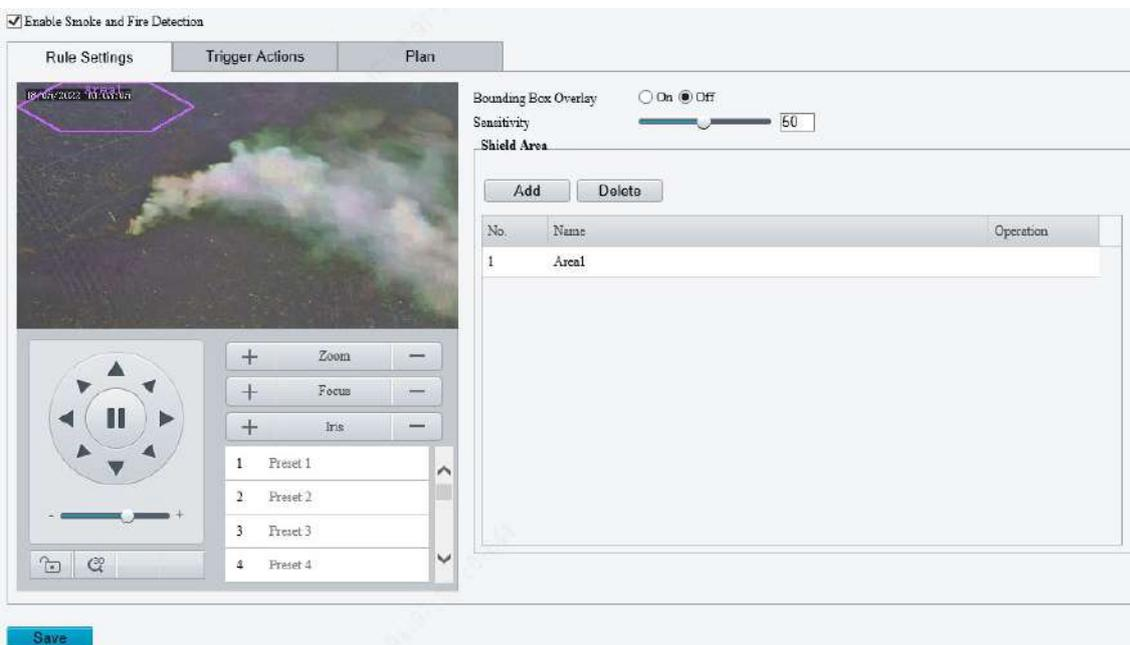 Enable Smoke and Fire Detection
Rule Settings
Trigger Actions
Plan
Area1
Bounding Box Overlay On Off
Sensitivity 50
Shield Area
Add Delete
No. Name Operation
1 Area1
+ Zoom −
+ Focus −
+ Iris −
1 Preset 1
2 Preset 2
3 Preset 3
4 Preset 4
- +
3D
Save